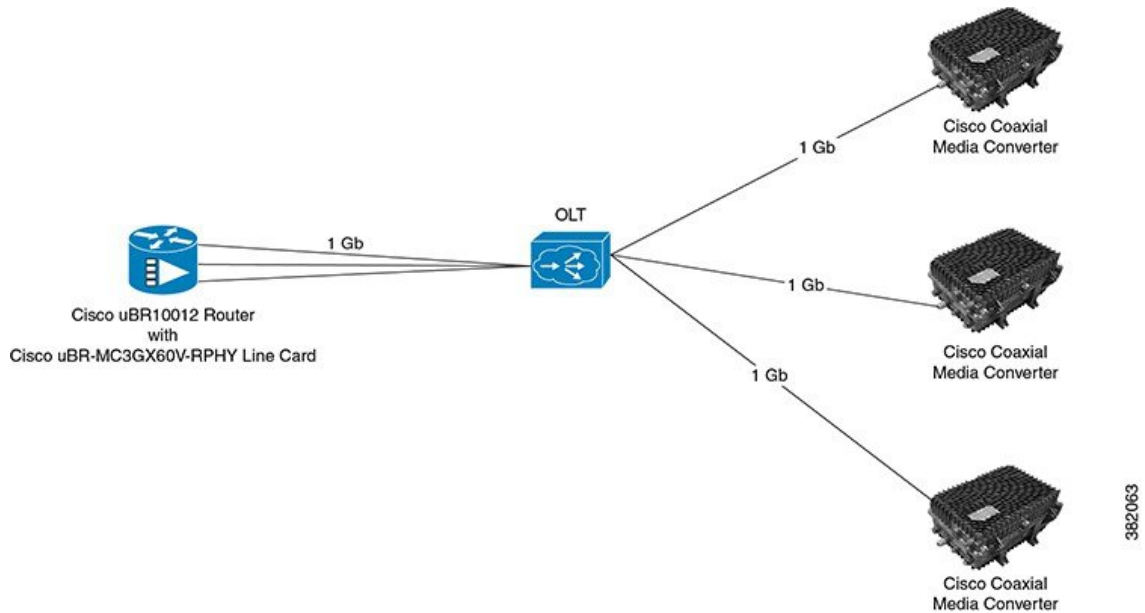 1 Gb
Cisco Coaxial
Media Converter
OLT
1 Gb
1 Gb
Cisco uBR10012 Router
with
Cisco uBR-MC3GX60V-RPHY Line Card
Cisco Coaxial
Media Converter
1 Gb
Cisco Coaxial
Media Converter
382063